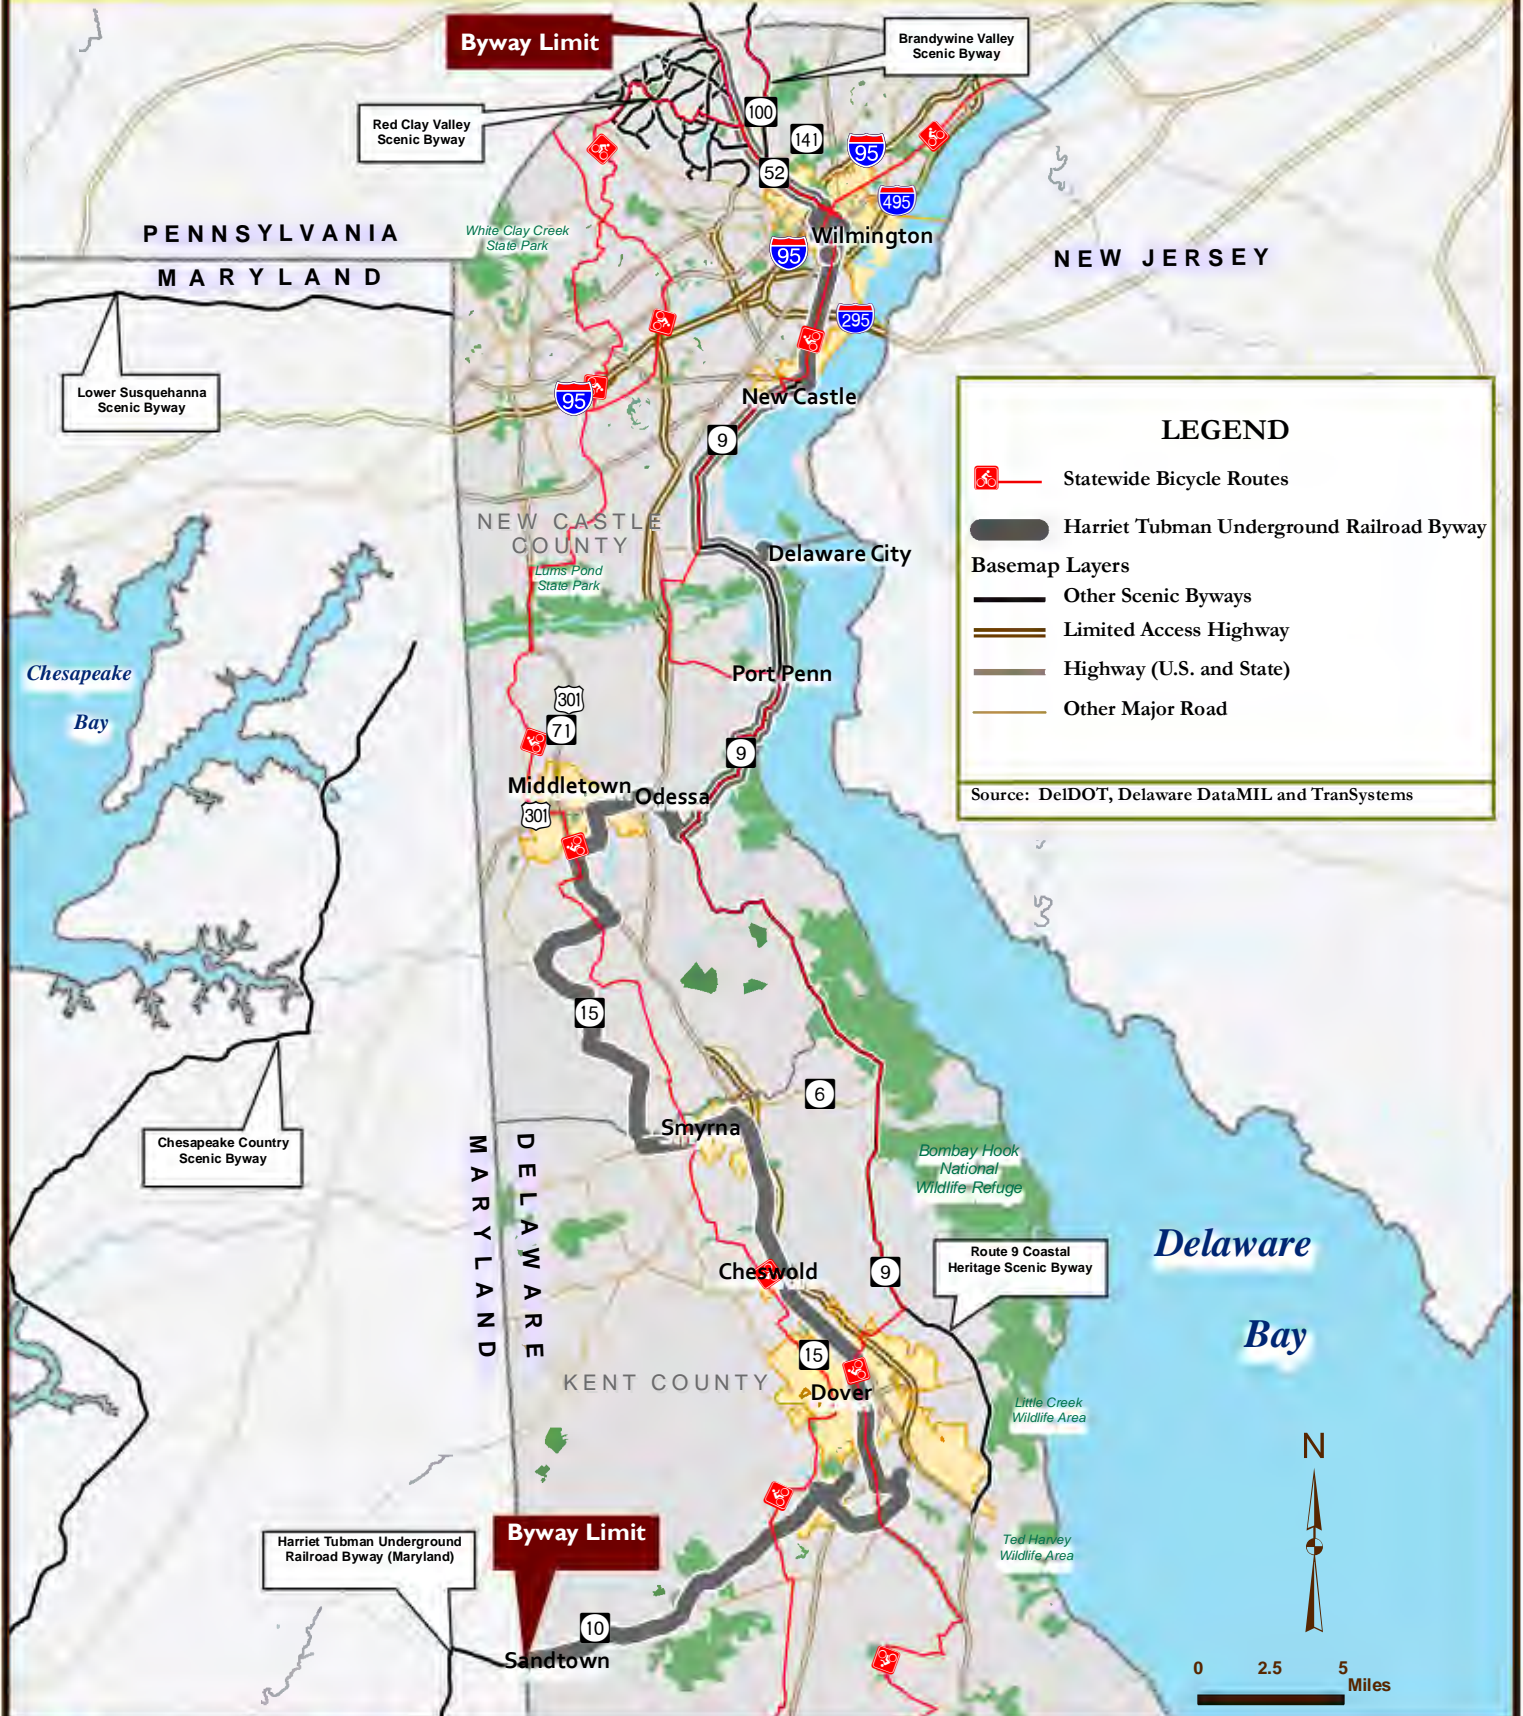 Byway Limit
Brandywine Valley
Scenic Byway
Red Clay Valley
Scenic Byway
100
141
95
52
495
PENNSYLVANIA
MARYLAND
White Clay Creek
State Park
Wilmington
95
NEW JERSEY
295
Lower Susquehanna
Scenic Byway
95
New Castle
9
LEGEND
Statewide Bicycle Routes
Harriet Tubman Underground Railroad Byway
Basemap Layers
Other Scenic Byways
Limited Access Highway
Highway (U.S. and State)
Other Major Road
Source: DelDOT, Delaware DataMIL and TranSystems
NEW CASTLE
COUNTY
Delaware City
Lums Pond
State Park
Chesapeake
Bay
Port Penn
301
71
9
Middletown
Odessa
301
15
6
Smyrna
Chesapeake Country
Scenic Byway
MARYLAND
DELAWARE
Bombay Hook
National
Wildlife Refuge
Delaware
Bay
Route 9 Coastal
Heritage Scenic Byway
Cheswold
9
15
KENT COUNTY
Dover
Little Creek
Wildlife Area
N
Harriet Tubman Underground
Railroad Byway (Maryland)
Byway Limit
Ted Harvey
Wildlife Area
10
Sandtown
0 2.5 5
Miles